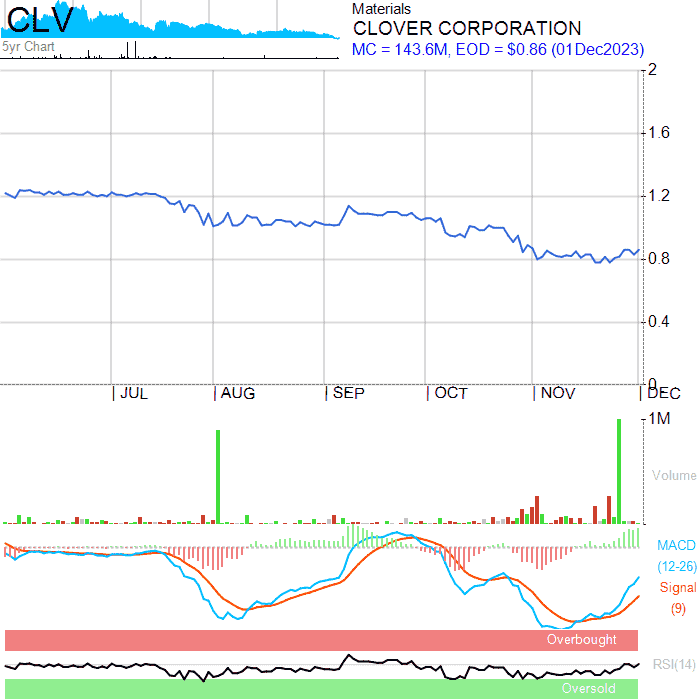 CLV
5yr Chart
Materials
CLOVER CORPORATION
MC = 143.6M, EOD = $0.86 (01Dec2023)
2
1.6
1.2
0.8
0.4
0
JUL AUG SEP OCT NOV DEC
1M
Volume
MACD
(12-26)
Signal
(9)
Overbought
RSI(14)
Oversold